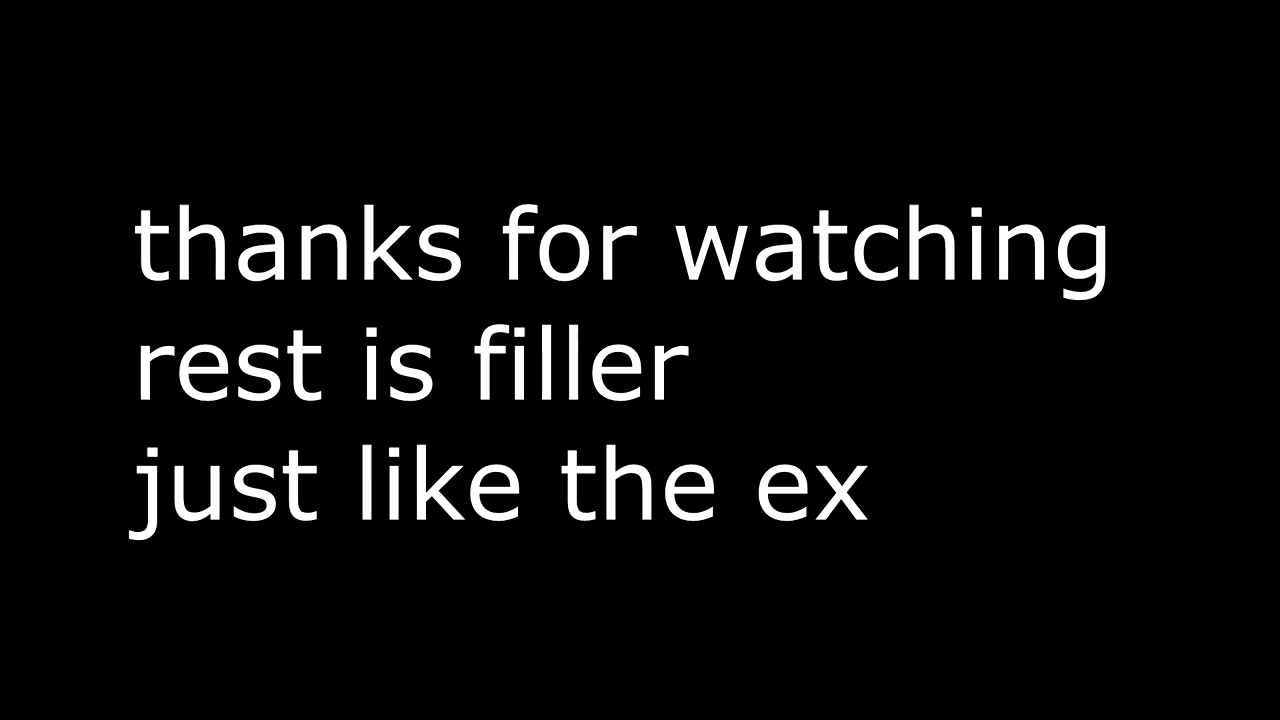 thanks for watching
rest is filler
just like the ex